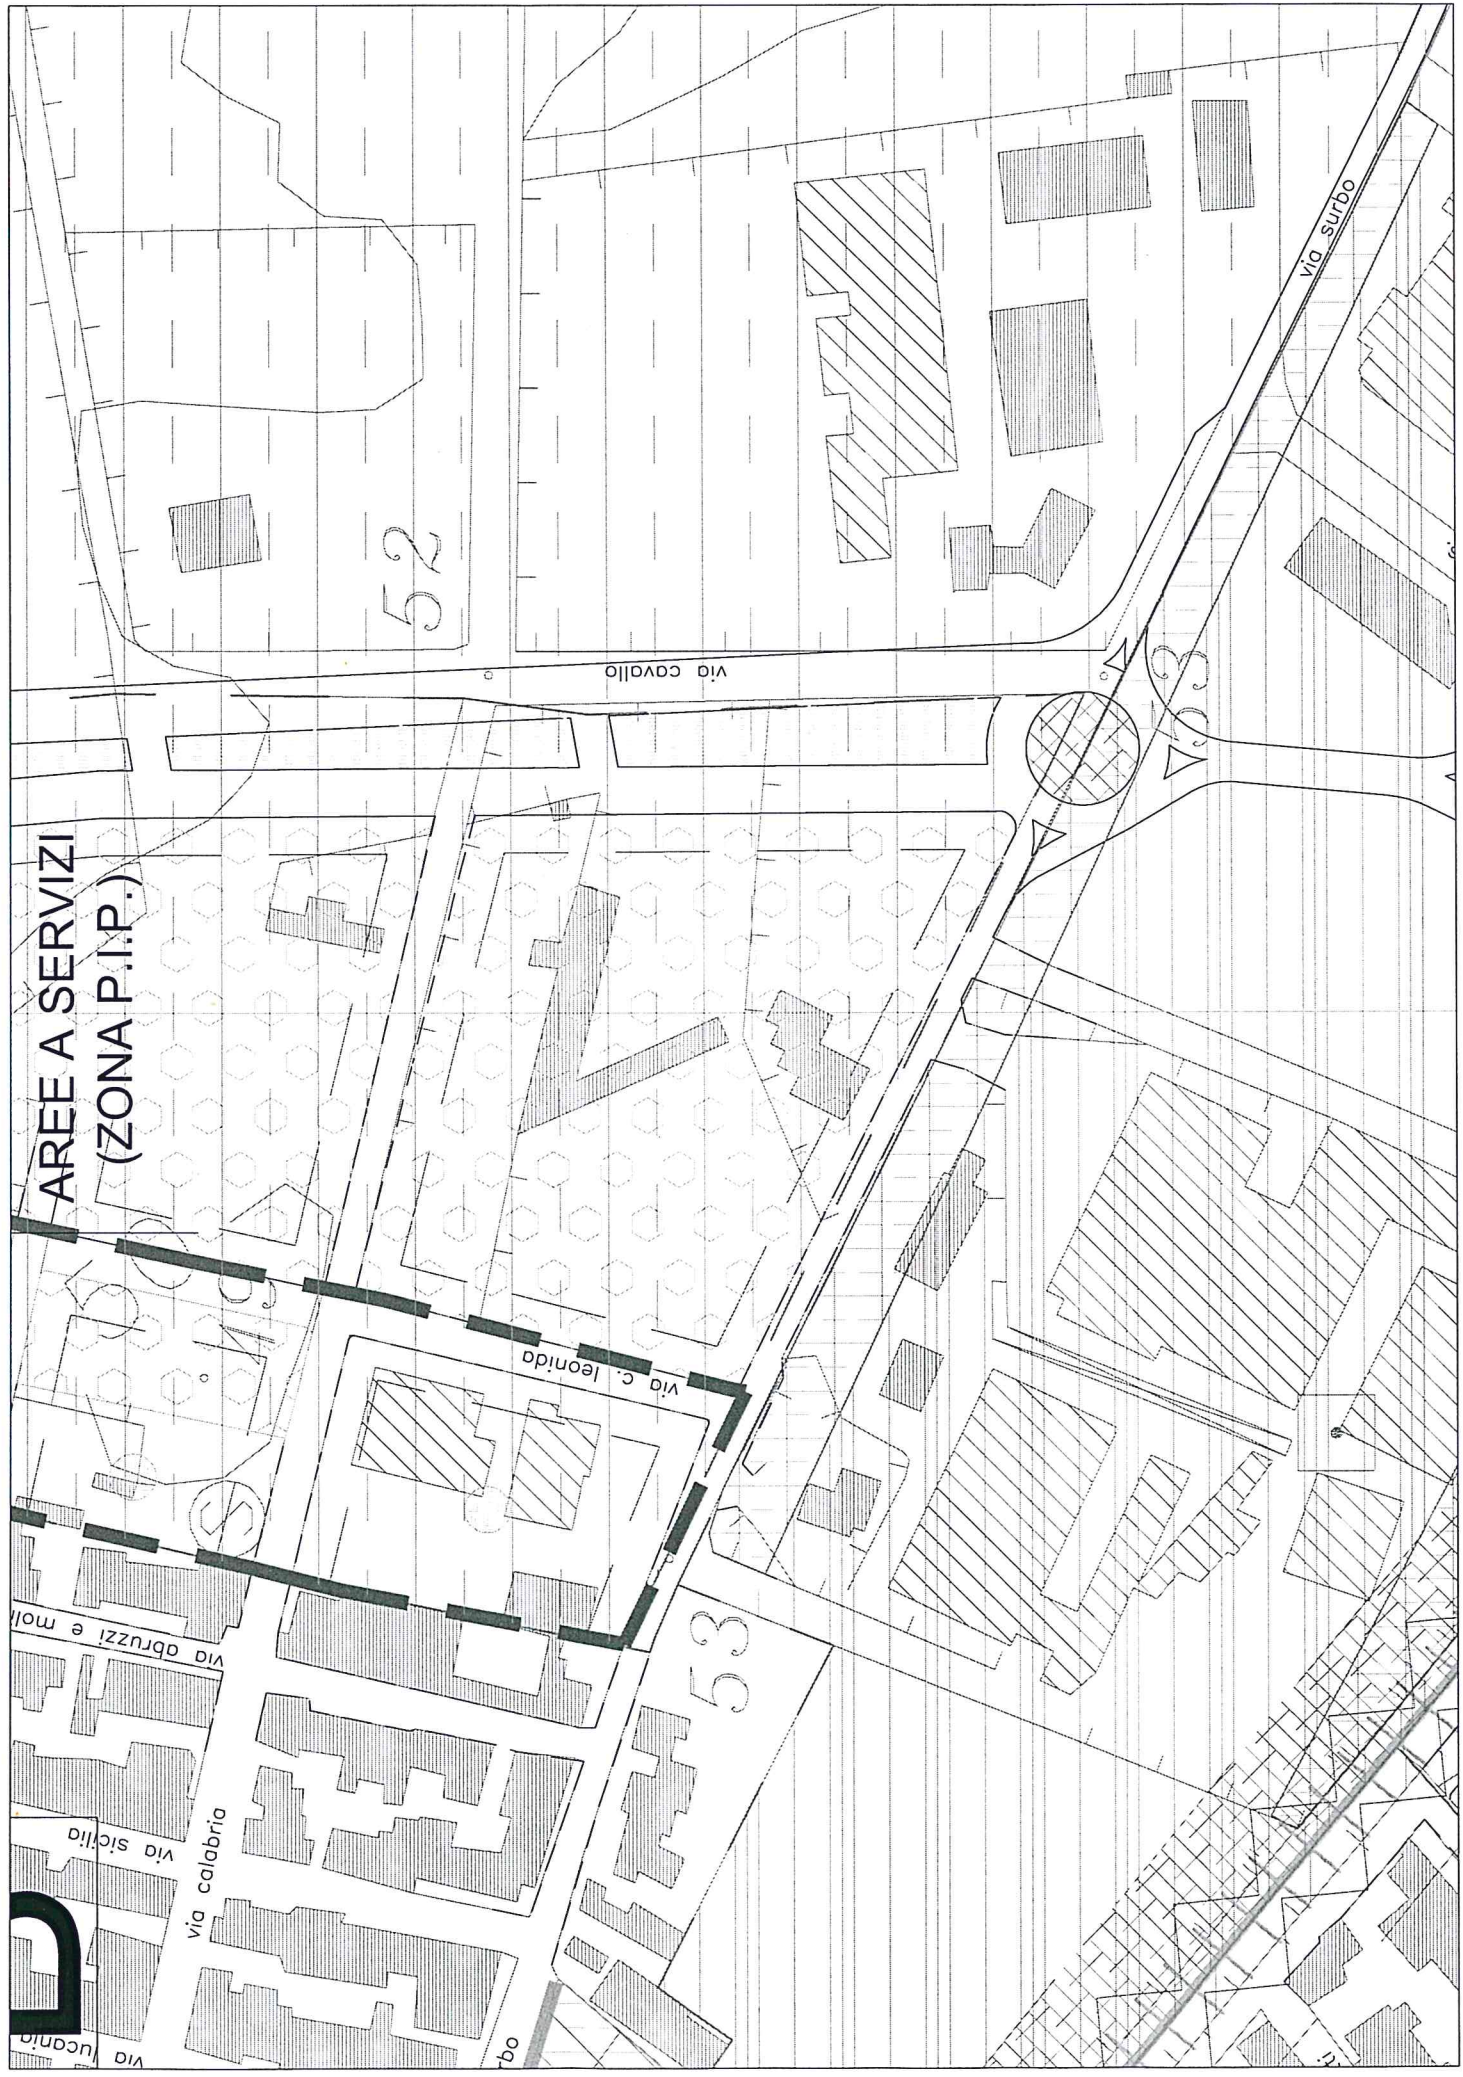 AREE A SERVIZI
(ZONA P.I.P.)
52
via cavallo
via surbo
53
via c. leonida
S
53
via abruzzi e moli
via sicilia
via calabria
via lucania
rbo